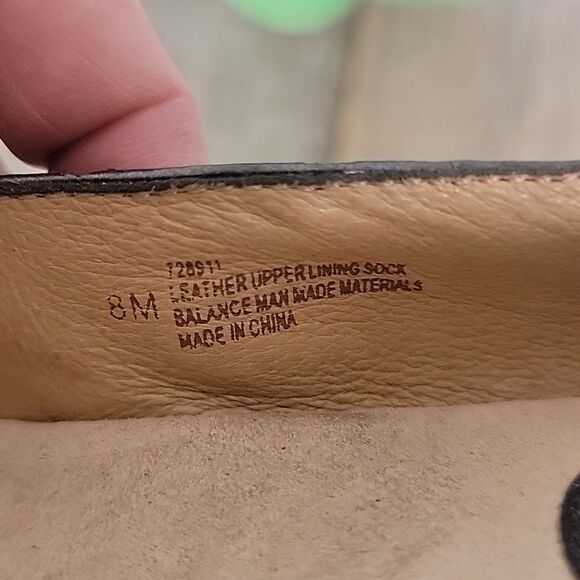 728911
8M LEATHER UPPER LINING SOCK
BALANCE MAN MADE MATERIALS
MADE IN CHINA